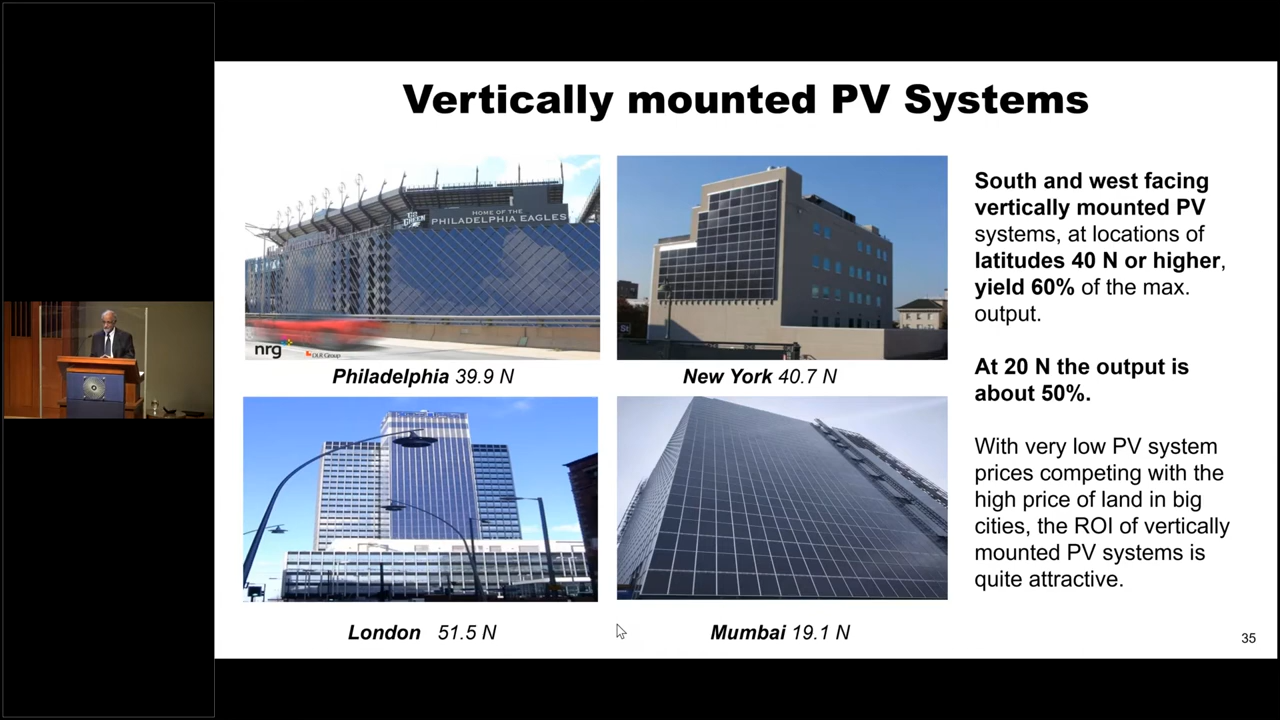 Vertically mounted PV Systems
GO
GREEN
HOME OF THE
PHILADELPHIA EAGLES
nrg
Philadelphia 39.9 N
St
New York 40.7 N
London 51.5 N
Mumbai 19.1 N
South and west facing
vertically mounted PV
systems, at locations of
latitudes 40 N or higher,
yield 60% of the max.
output.
At 20 N the output is
about 50%.
With very low PV system
prices competing with the
high price of land in big
cities, the ROI of vertically
mounted PV systems is
quite attractive.
35